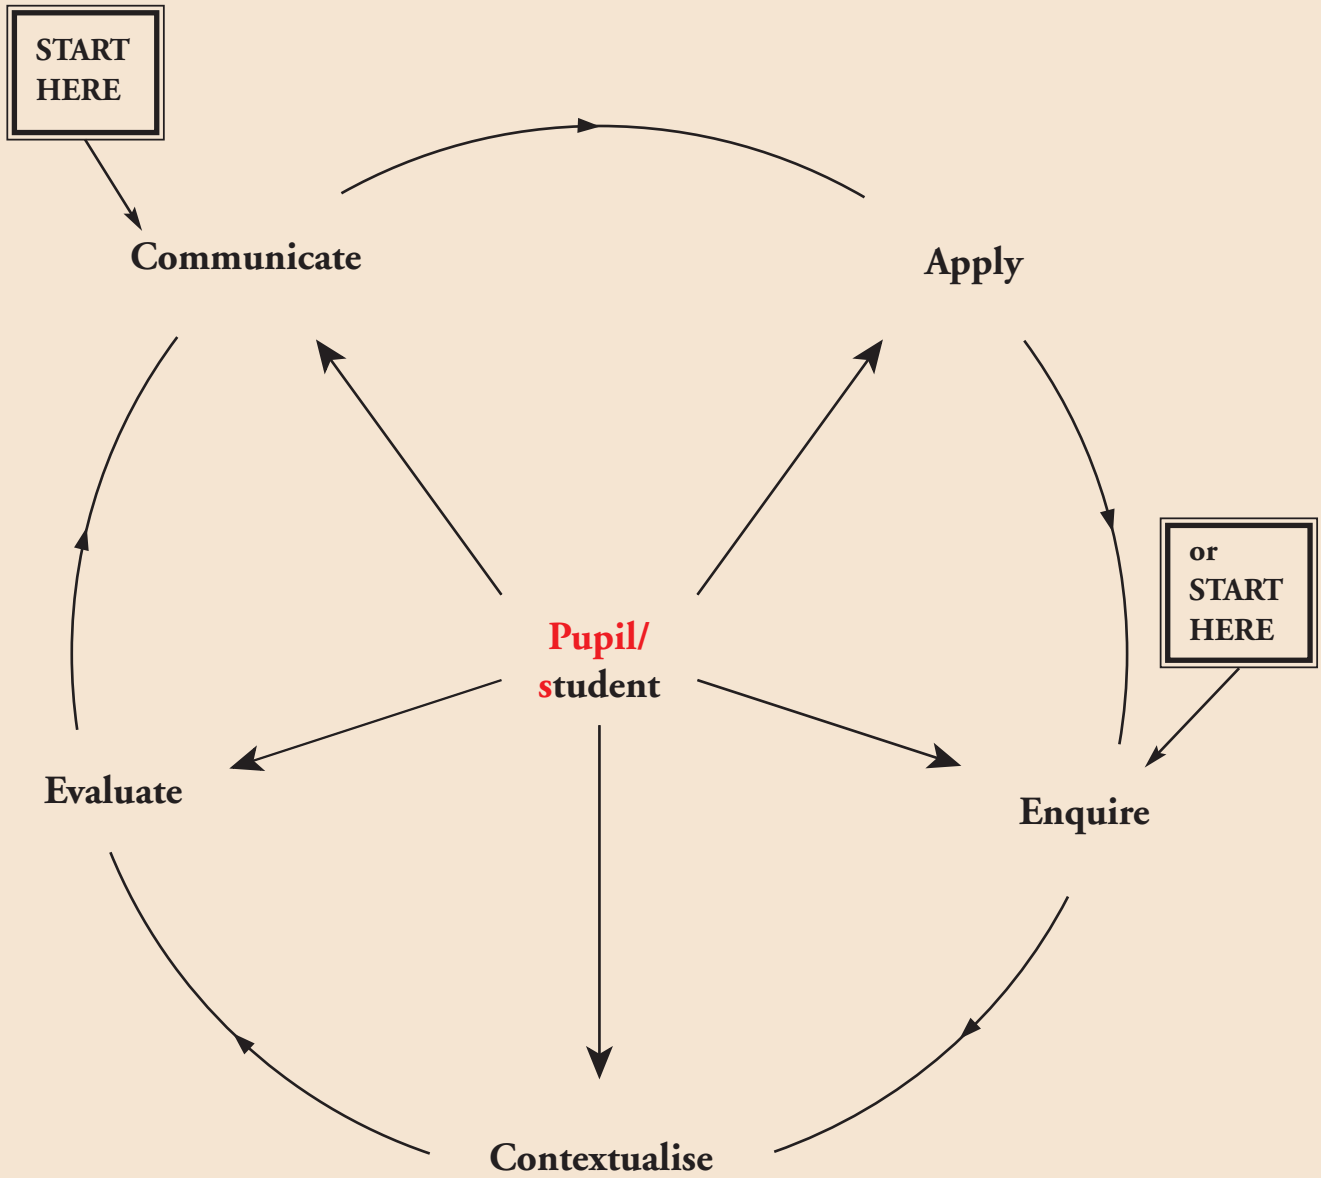 START
HERE
Communicate
Apply
or
START
HERE
Pupil/
student
Evaluate
Enquire
Contextualise